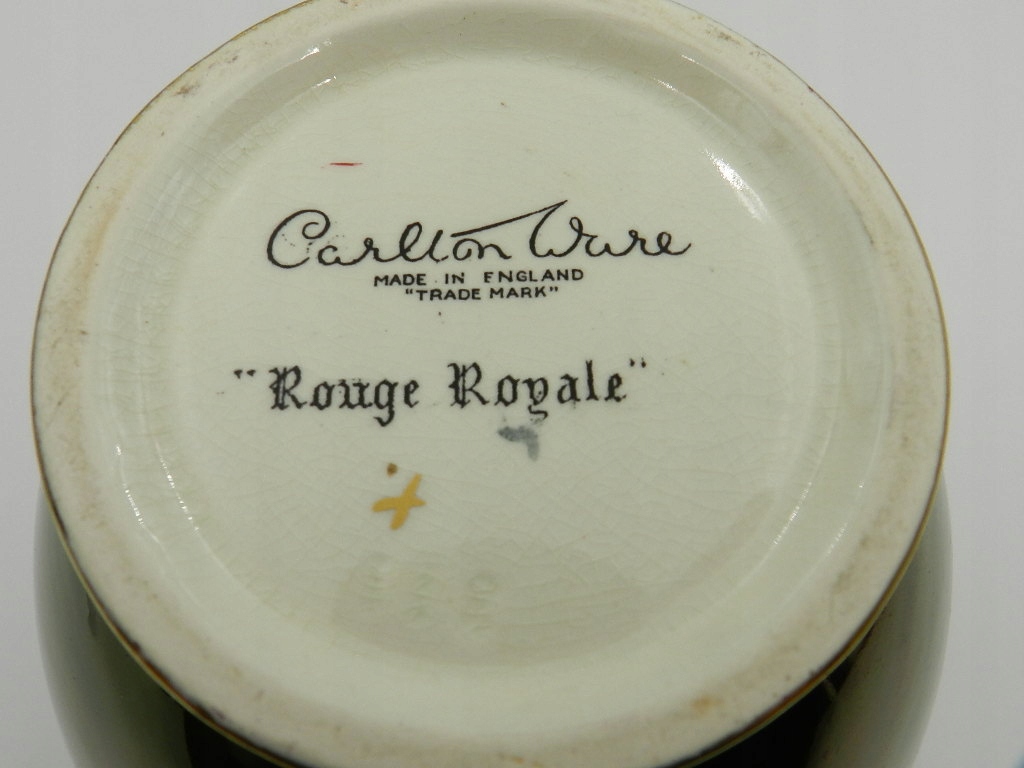 Carlton Ware
MADE IN ENGLAND
"TRADE MARK"
"Rouge Royale"